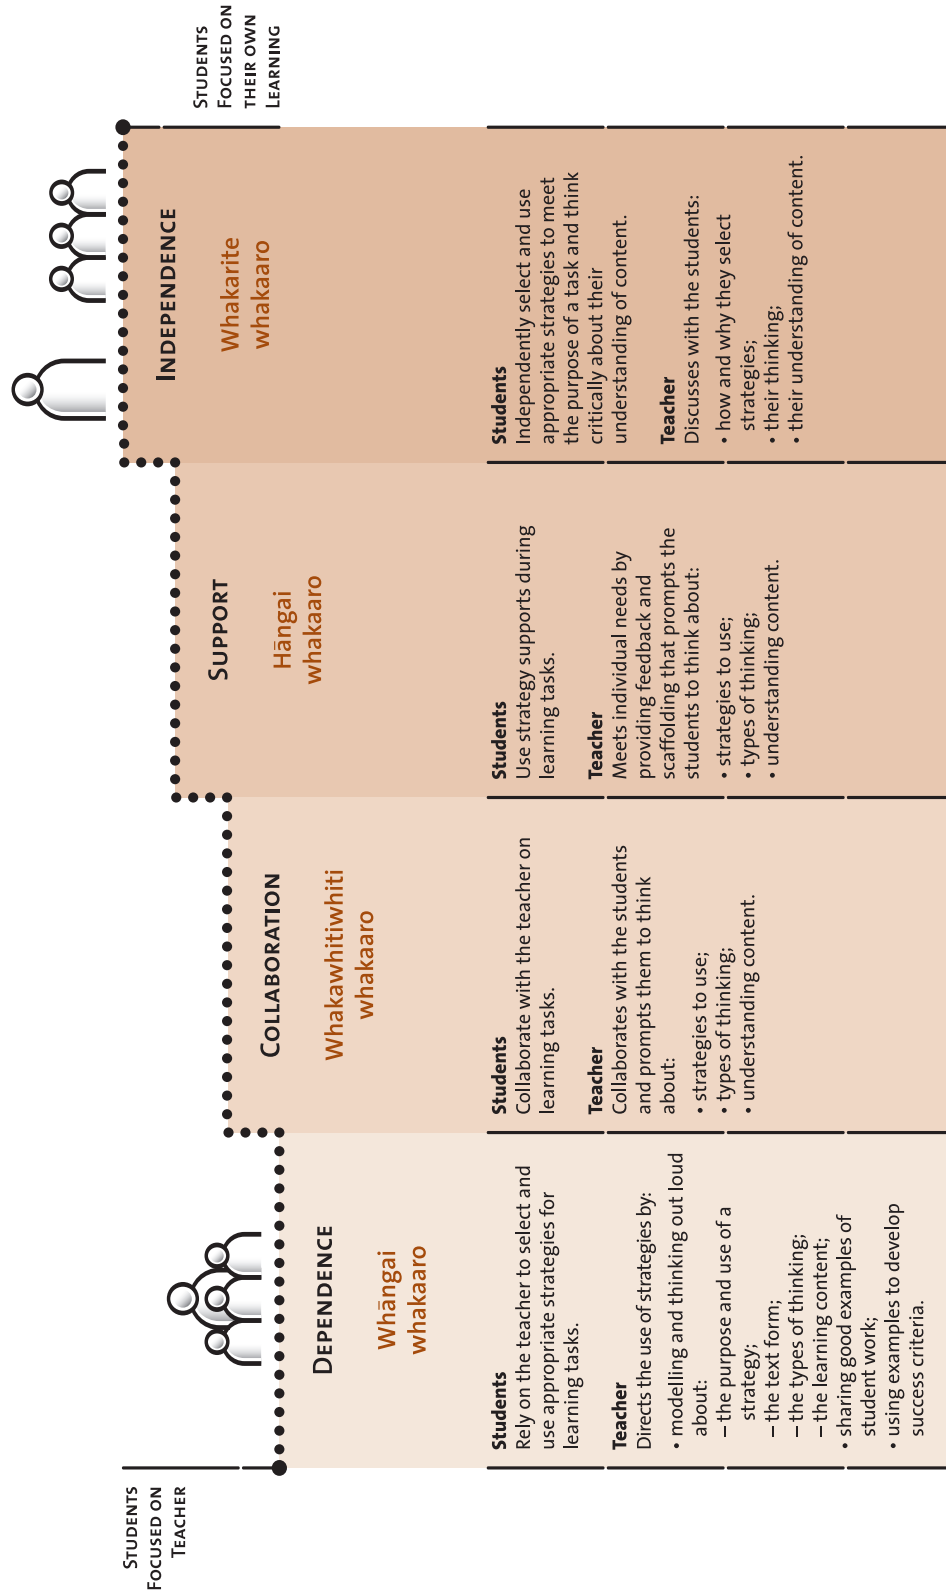 STUDENTS
FOCUSED ON
TEACHER
DEPENDENCE
Whāngai
whakaaro
Students
Rely on the teacher to select and
use appropriate strategies for
learning tasks.
Teacher
Directs the use of strategies by:
• modelling and thinking out loud
about:
– the purpose and use of a
strategy;
– the text form;
– the types of thinking;
– the learning content;
• sharing good examples of
student work;
• using examples to develop
success criteria.
COLLABORATION
Whakawhitiwhiti
whakaaro
Students
Collaborate with the teacher on
learning tasks.
Teacher
Collaborates with the students
and prompts them to think
about:
• strategies to use;
• types of thinking;
• understanding content.
SUPPORT
Hāngai
whakaaro
Students
Use strategy supports during
learning tasks.
Teacher
Meets individual needs by
providing feedback and
scaffolding that prompts the
students to think about:
• strategies to use;
• types of thinking;
• understanding content.
INDEPENDENCE
Whakarite
whakaaro
Students
Independently select and use
appropriate strategies to meet
the purpose of a task and think
critically about their
understanding of content.
Teacher
Discusses with the students:
• how and why they select
strategies;
• their thinking;
• their understanding of content.
STUDENTS
FOCUSED ON
THEIR OWN
LEARNING